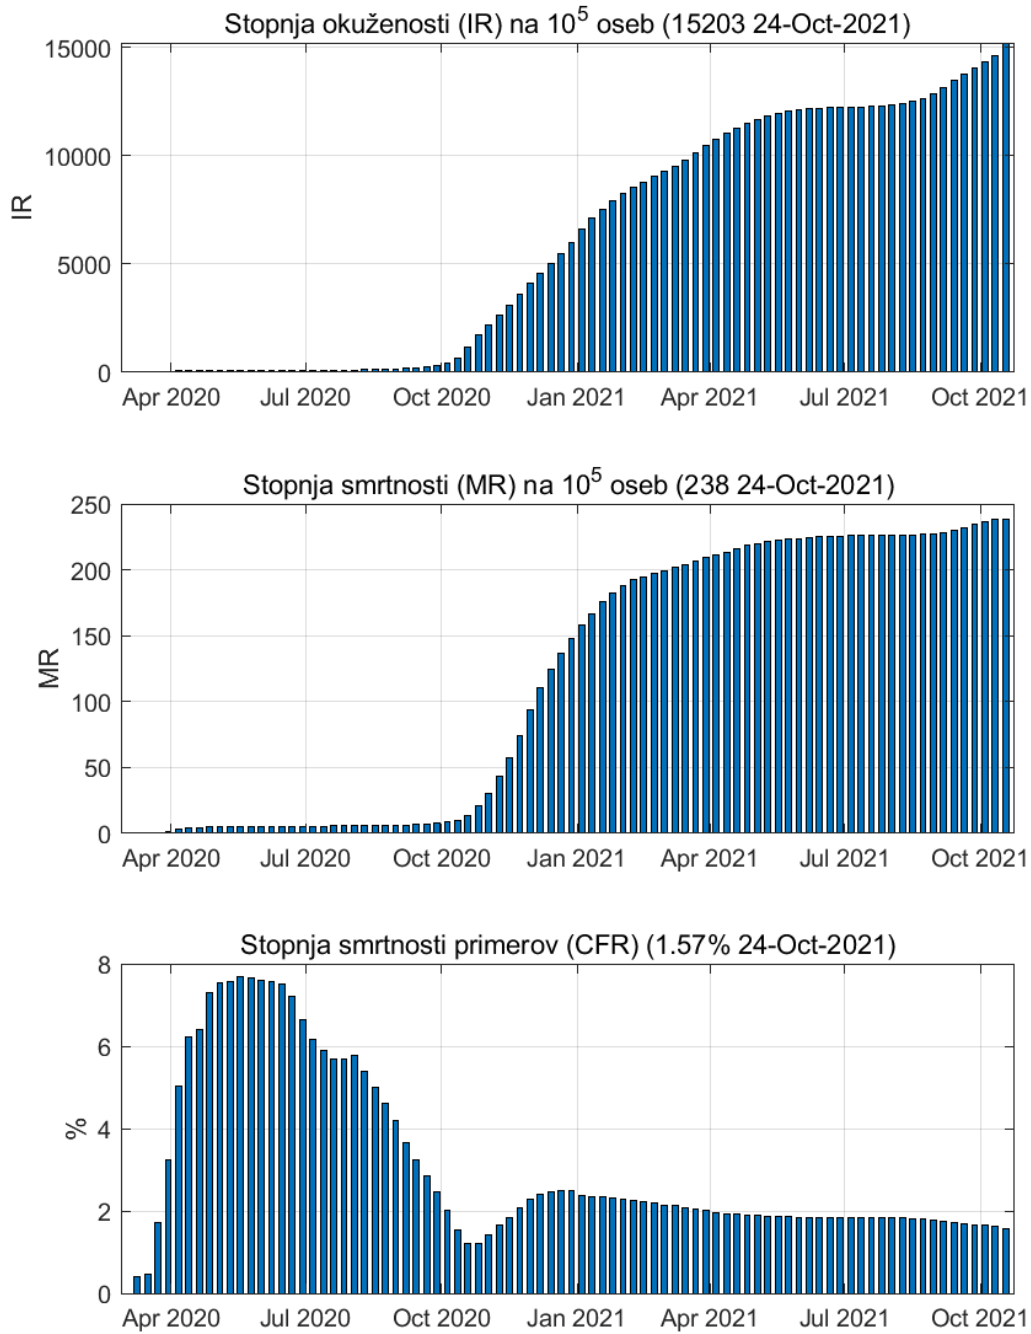 Stopnja okuženosti (IR) na 10⁵ oseb (15203 24-Oct-2021)
15000
10000
5000
0
IR
Apr 2020 Jul 2020 Oct 2020 Jan 2021 Apr 2021 Jul 2021 Oct 2021
Stopnja smrtnosti (MR) na 10⁵ oseb (238 24-Oct-2021)
250
200
150
100
50
0
MR
Apr 2020 Jul 2020 Oct 2020 Jan 2021 Apr 2021 Jul 2021 Oct 2021
Stopnja smrtnosti primerov (CFR) (1.57% 24-Oct-2021)
8
6
4
2
0
%
Apr 2020 Jul 2020 Oct 2020 Jan 2021 Apr 2021 Jul 2021 Oct 2021